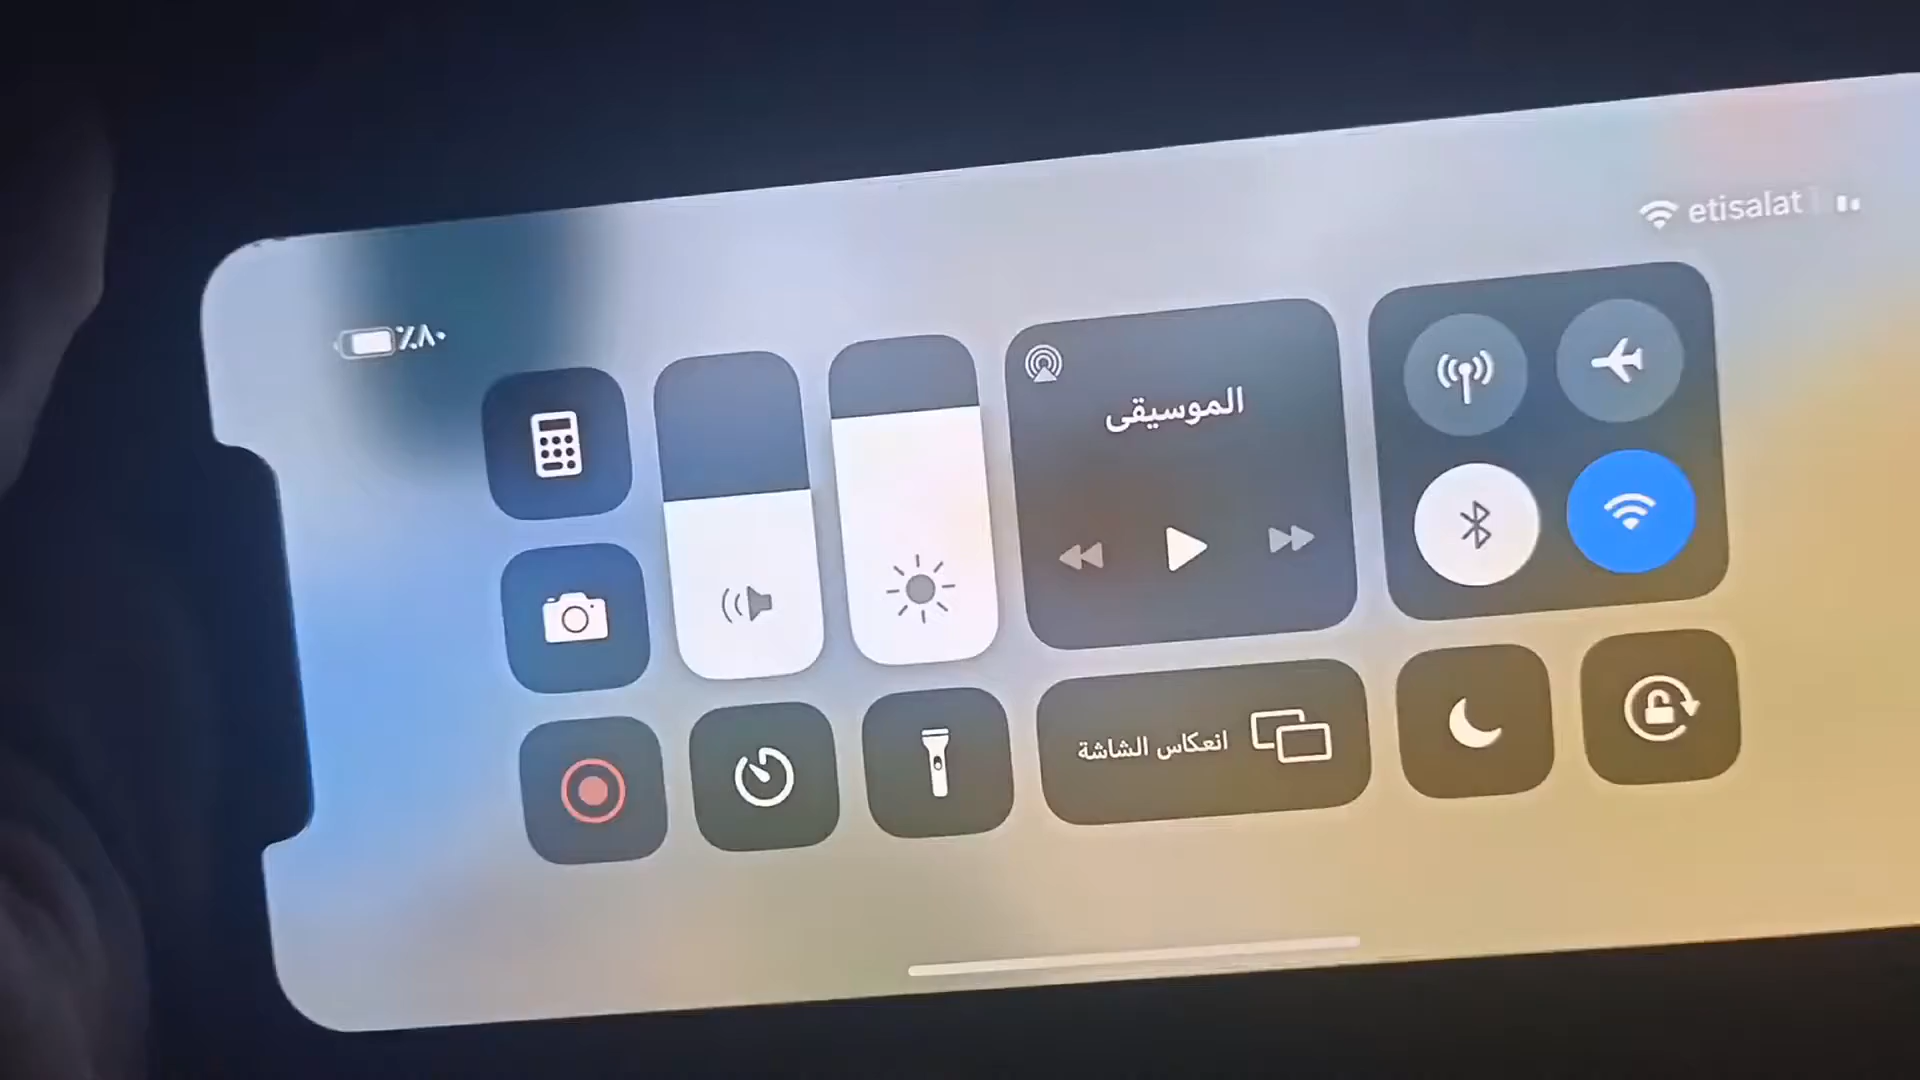 etisalat
٪٨٠
الموسيقى
انعكاس الشاشة